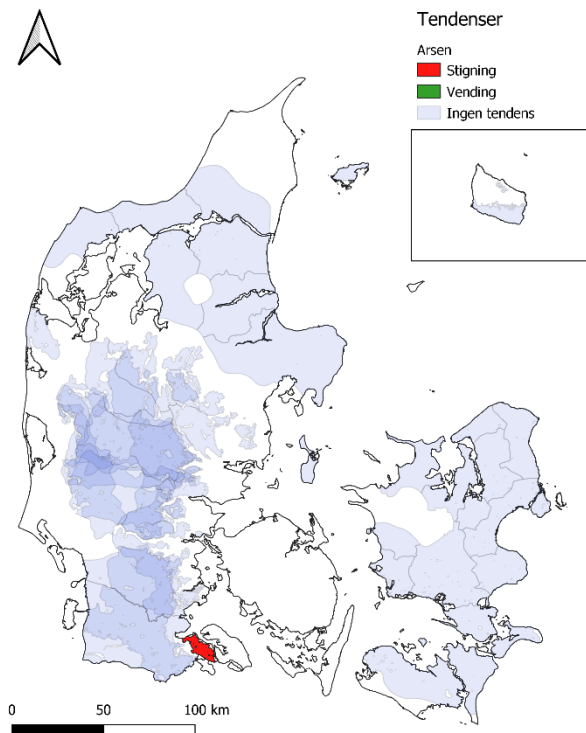 Tendenser
Arsen
Stigning
Vending
Ingen tendens
0 50 100 km